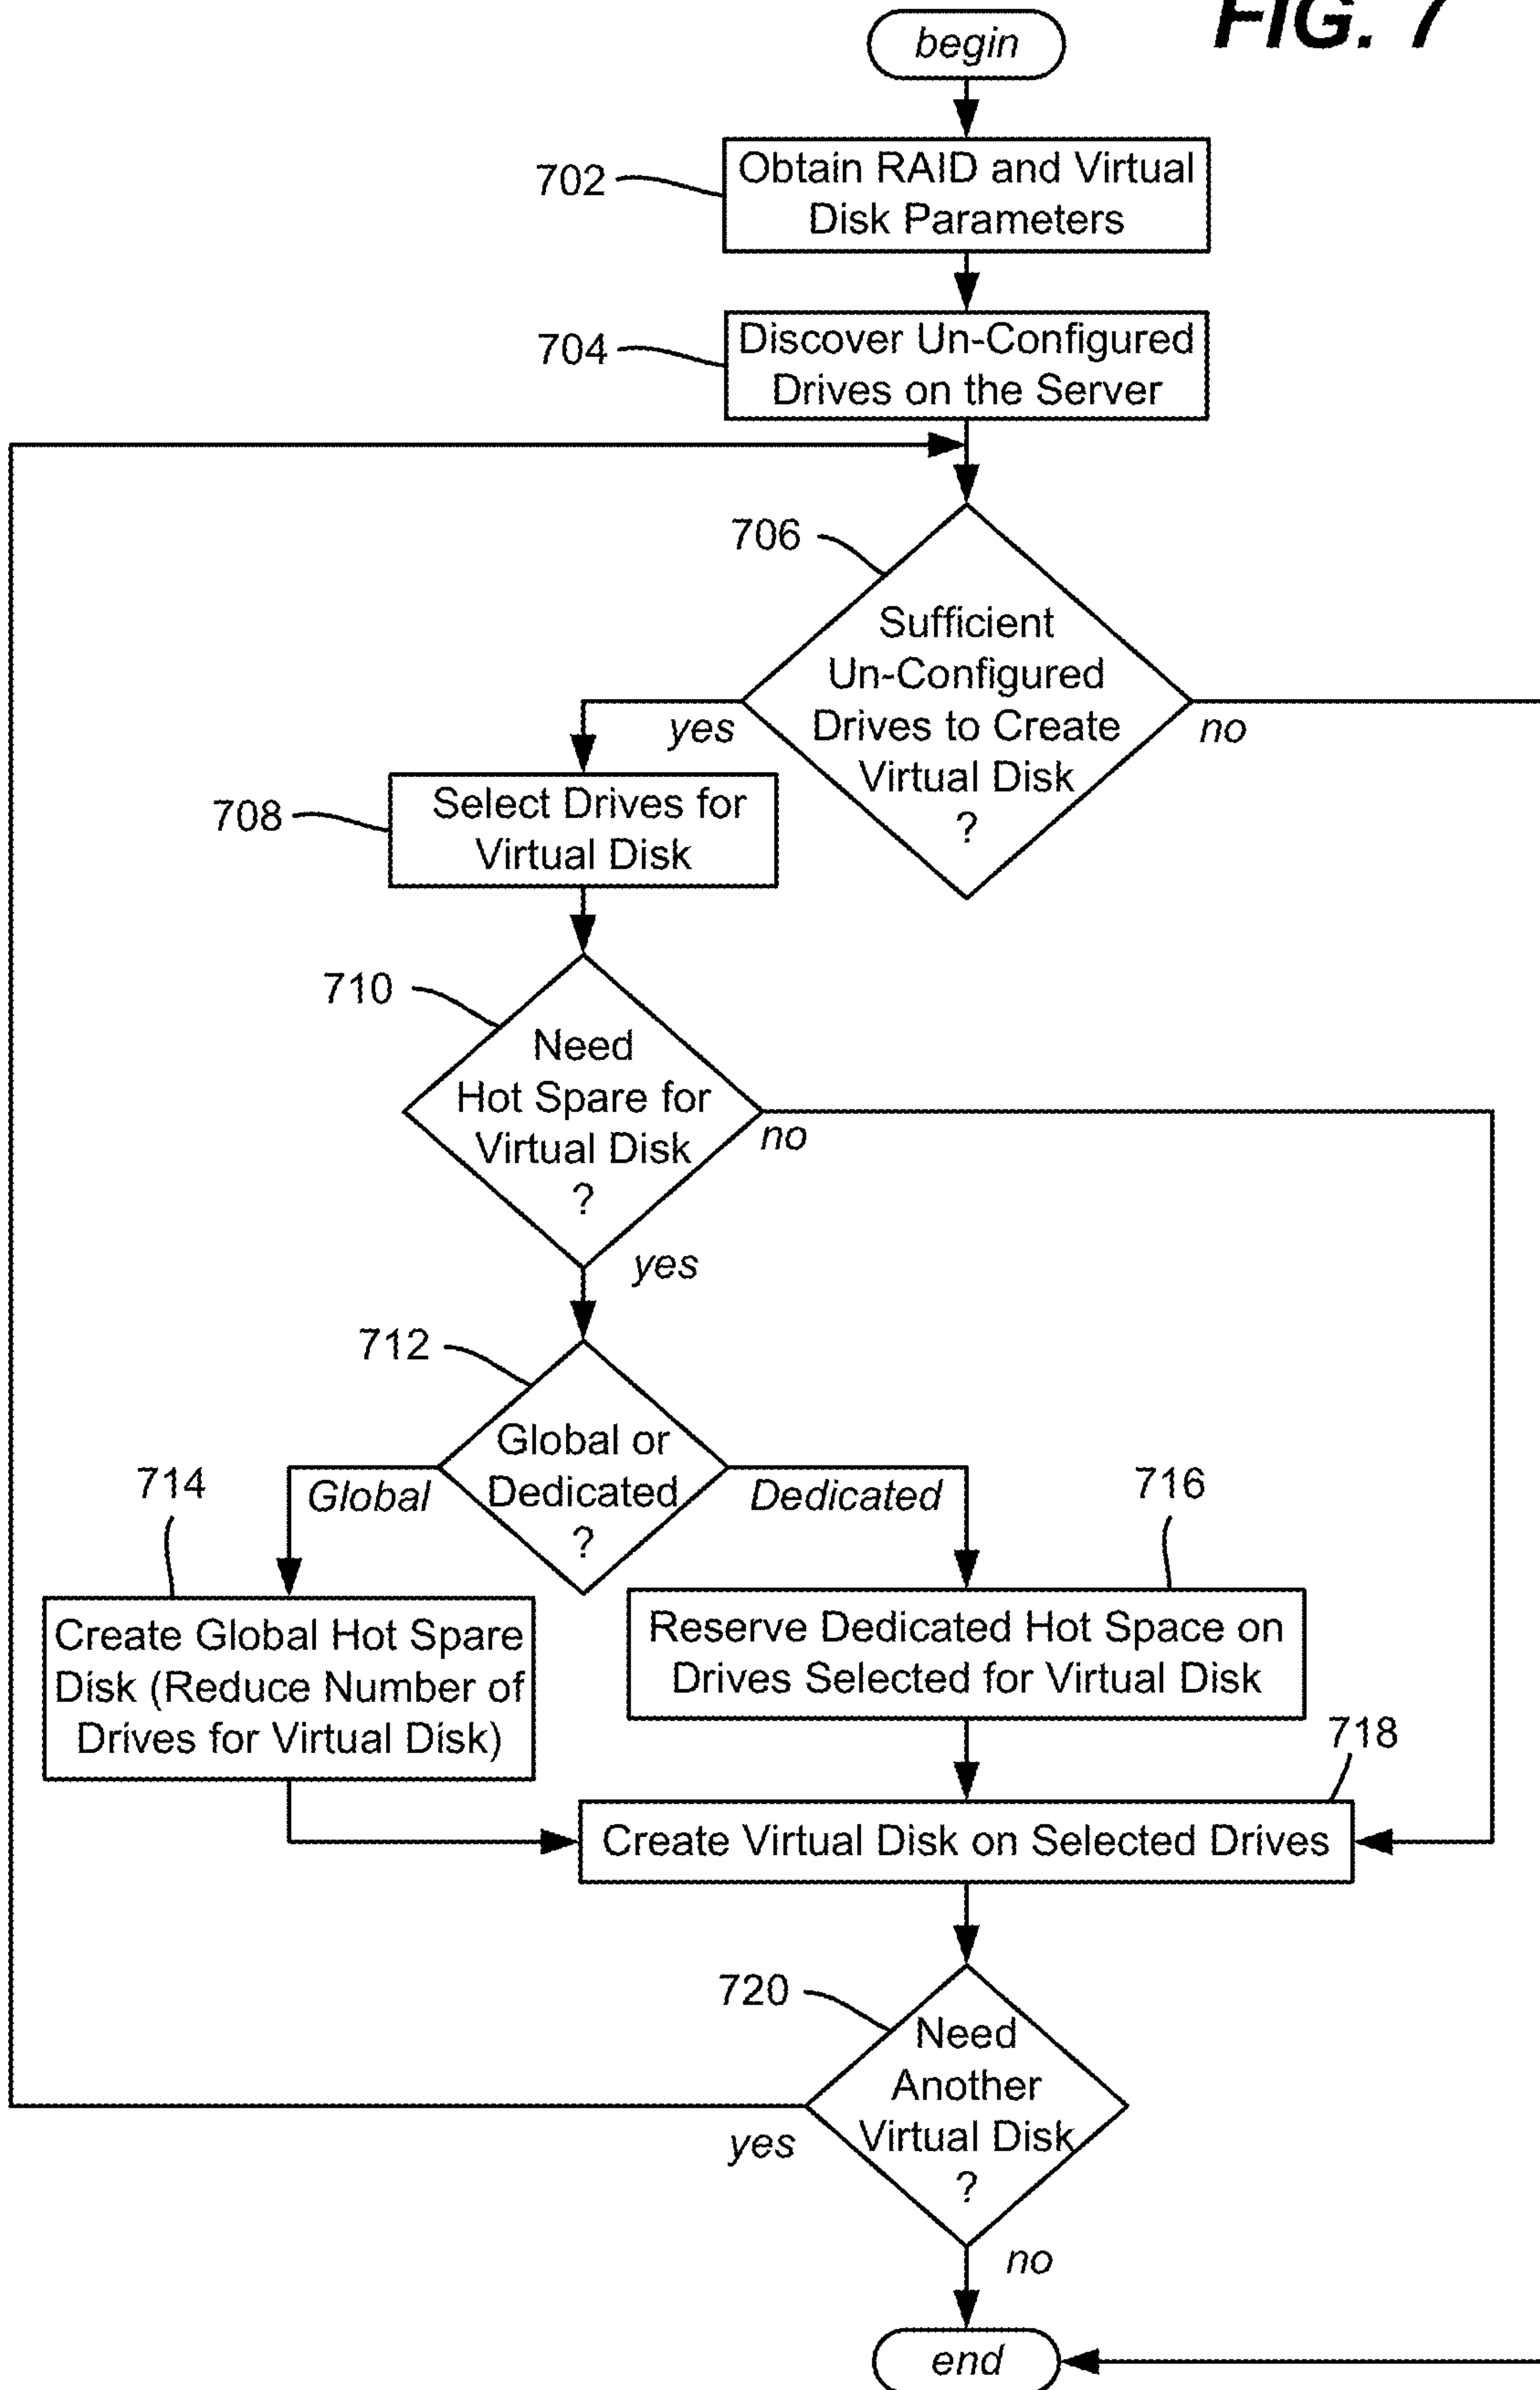 FIG. 7
begin
702
Obtain RAID and Virtual
Disk Parameters
704
Discover Un-Configured
Drives on the Server
706
Sufficient
Un-Configured
Drives to Create
Virtual Disk
?
yes
no
708
Select Drives for
Virtual Disk
710
Need
Hot Spare for
Virtual Disk
?
no
yes
712
Global or
Dedicated
?
Global
Dedicated
714
Create Global Hot Spare
Disk (Reduce Number of
Drives for Virtual Disk)
716
Reserve Dedicated Hot Space on
Drives Selected for Virtual Disk
718
Create Virtual Disk on Selected Drives
720
Need
Another
Virtual Disk
?
yes
no
end